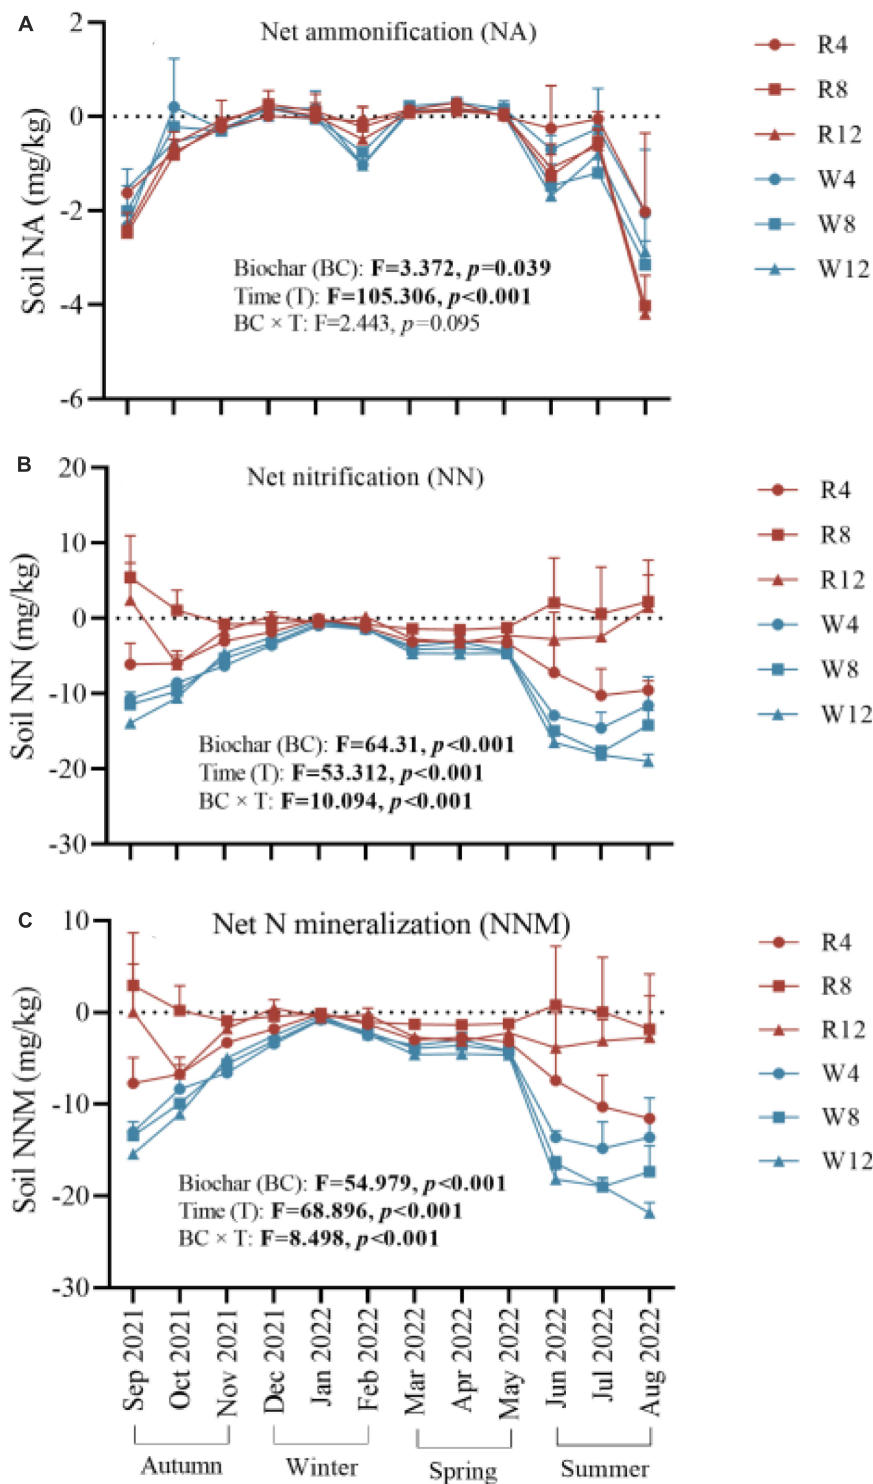 A
Net ammonification (NA)
2
0
-2
-4
-6
Soil NA (mg/kg)
Biochar (BC): F=3.372, p=0.039
Time (T): F=105.306, p<0.001
BC × T: F=2.443, p=0.095
R4
R8
R12
W4
W8
W12
B
Net nitrification (NN)
20
10
0
-10
-20
-30
Soil NN (mg/kg)
Biochar (BC): F=64.31, p<0.001
Time (T): F=53.312, p<0.001
BC × T: F=10.094, p<0.001
R4
R8
R12
W4
W8
W12
C
Net N mineralization (NNM)
10
0
-10
-20
-30
Soil NNM (mg/kg)
Biochar (BC): F=54.979, p<0.001
Time (T): F=68.896, p<0.001
BC × T: F=8.498, p<0.001
R4
R8
R12
W4
W8
W12
Sep 2021
Oct 2021
Nov 2021
Dec 2021
Jan 2022
Feb 2022
Mar 2022
Apr 2022
May 2022
Jun 2022
Jul 2022
Aug 2022
Autumn
Winter
Spring
Summer